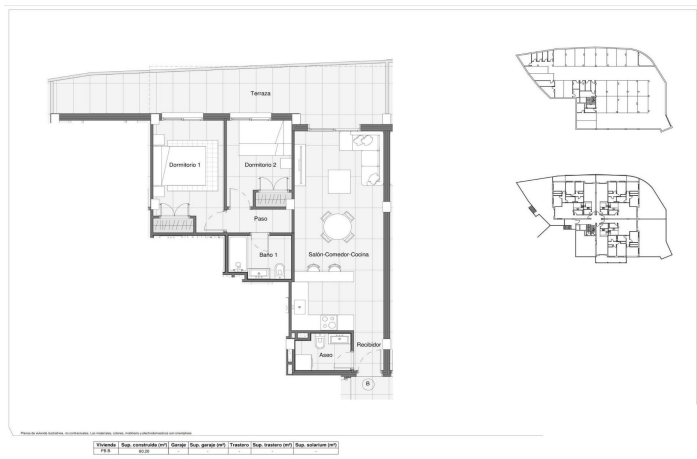 Terraza
Dormitorio 1
Dormitorio 2
Paso
Baño 1
Salón-Comedor-Cocina
Aseo
Recibidor
B
Vivienda Sup. construida (m²) Garaje Sup. garaje (m²) Trastero Sup. trastero (m²) Sup. solarium (m²)
- - - - -